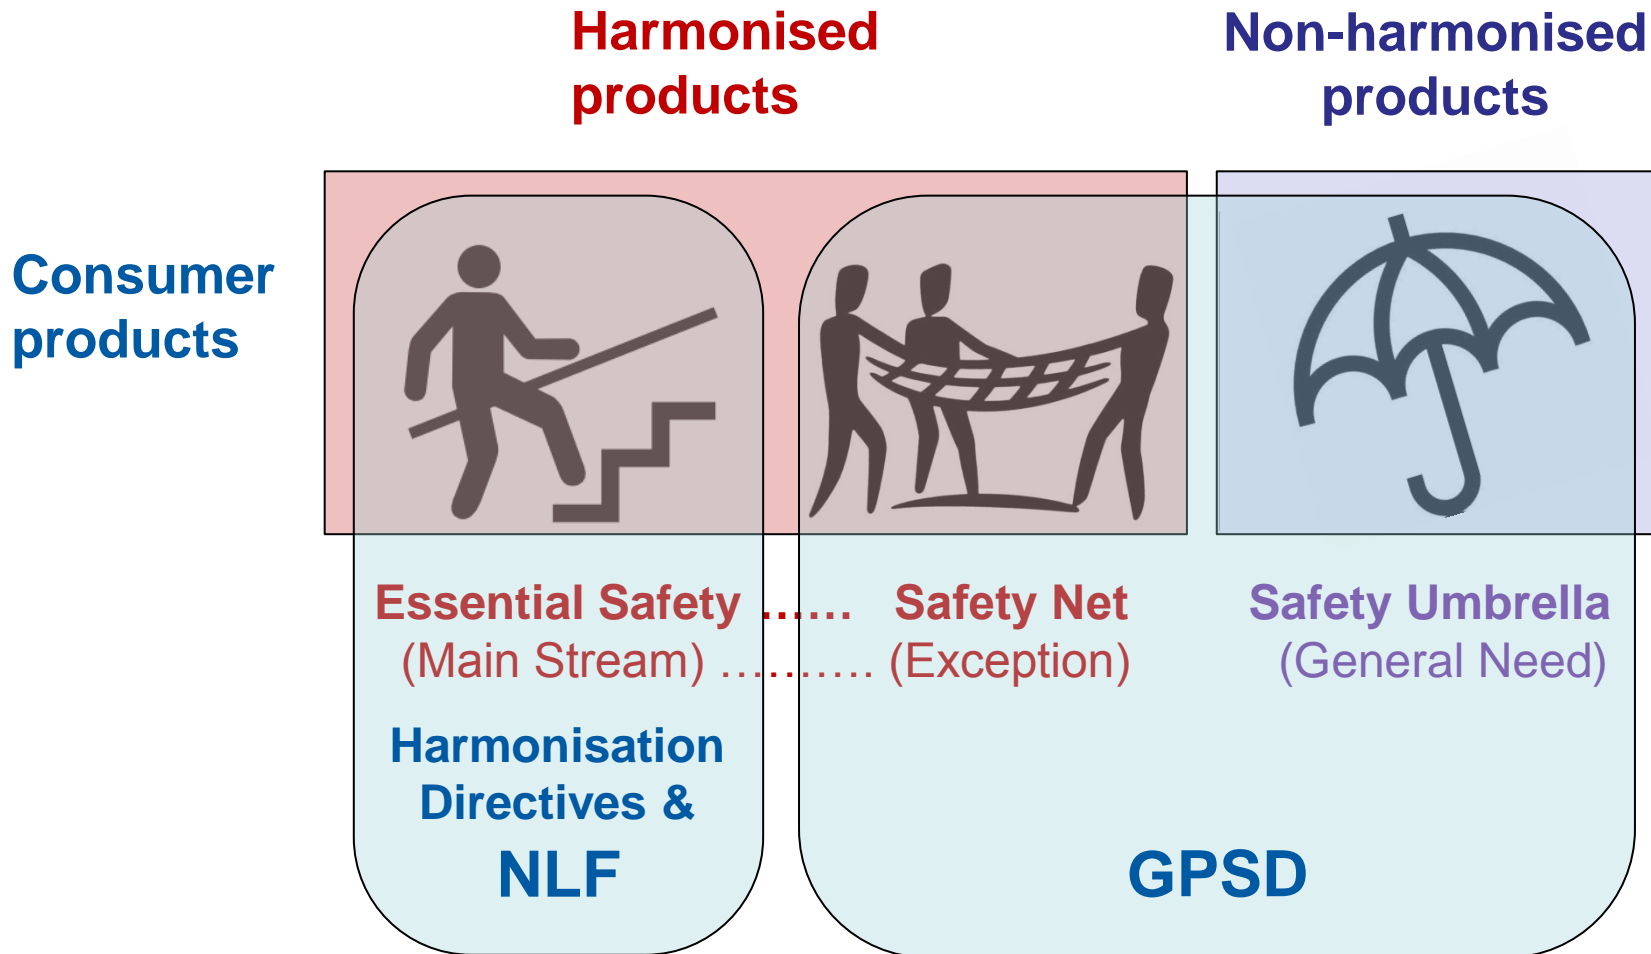 Harmonised
products
Non-harmonised
products
Consumer
products
Essential Safety ...... Safety Net
(Main Stream) .......... (Exception)
Safety Umbrella
(General Need)
Harmonisation
Directives &
NLF
GPSD